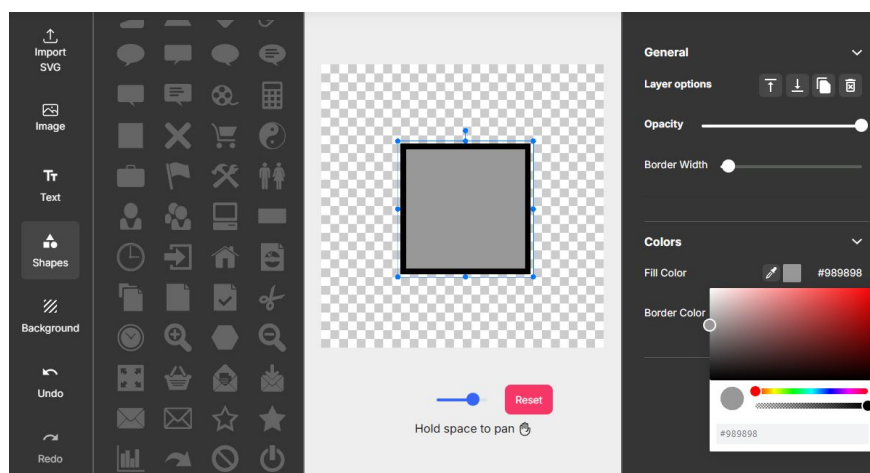 Import
SVG
Image
Tт
Text
Shapes
Background
Undo
Redo
Reset
Hold space to pan
General
Layer options
Opacity
Border Width
Colors
Fill Color
#989898
Border Color
#989898